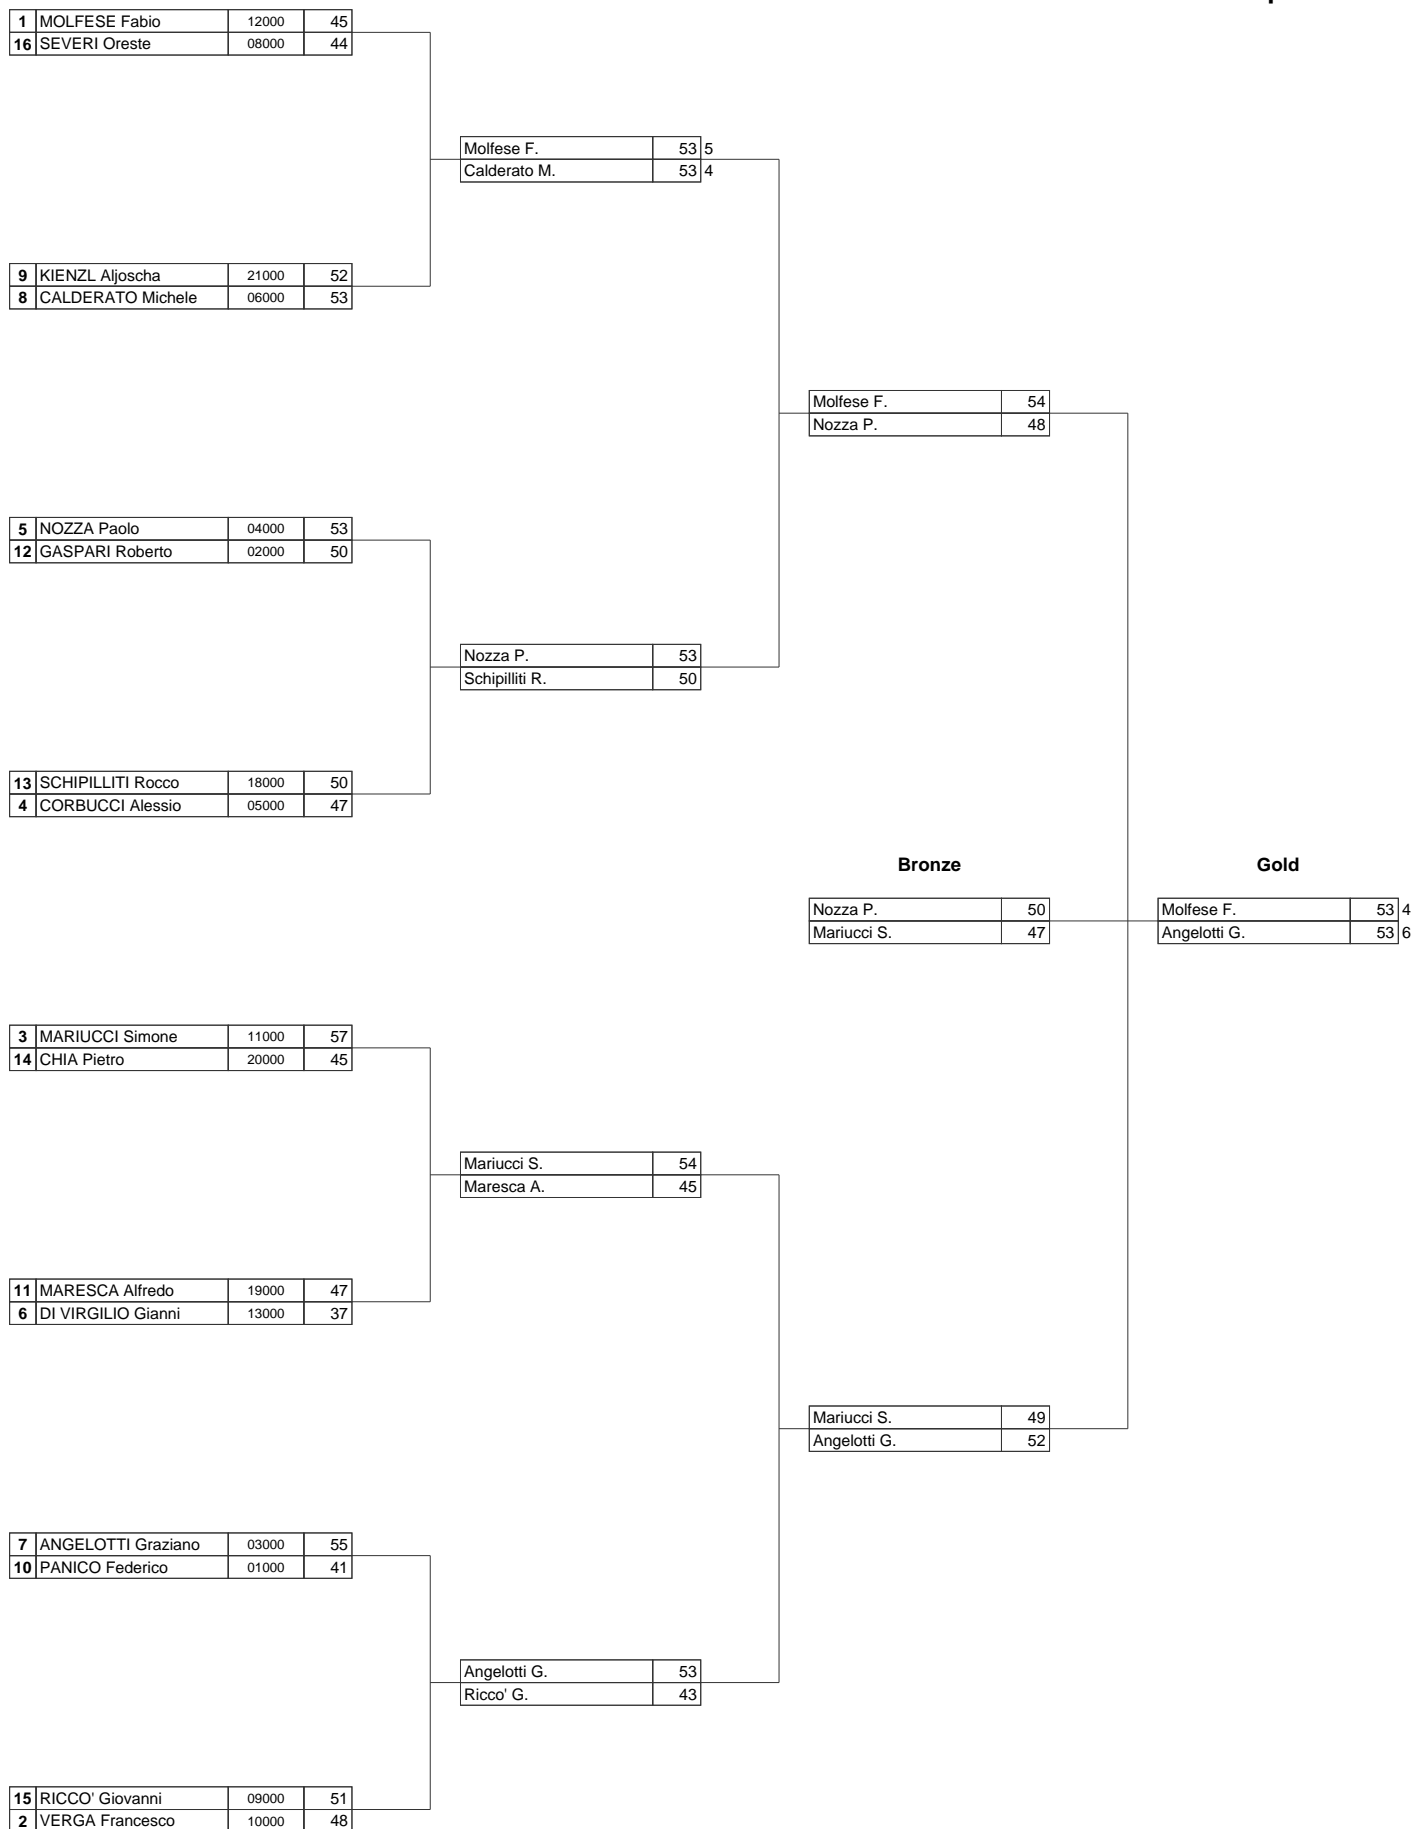 1 MOLFESE Fabio 12000 45
16 SEVERI Oreste 08000 44
Molfese F. 53 5
Calderato M. 53 4
9 KIENZL Aljoscha 21000 52
8 CALDERATO Michele 06000 53
Molfese F. 54
Nozza P. 48
5 NOZZA Paolo 04000 53
12 GASPARI Roberto 02000 50
Nozza P. 53
Schipilliti R. 50
13 SCHIPILLITI Rocco 18000 50
4 CORBUCCI Alessio 05000 47
Bronze Gold
Nozza P. 50 Molfese F. 53 4
Mariucci S. 47 Angelotti G. 53 6
3 MARIUCCI Simone 11000 57
14 CHIA Pietro 20000 45
Mariucci S. 54
Maresca A. 45
11 MARESCA Alfredo 19000 47
6 DI VIRGILIO Gianni 13000 37
Mariucci S. 49
Angelotti G. 52
7 ANGELOTTI Graziano 03000 55
10 PANICO Federico 01000 41
Angelotti G. 53
Ricco' G. 43
15 RICCO' Giovanni 09000 51
2 VERGA Francesco 10000 48